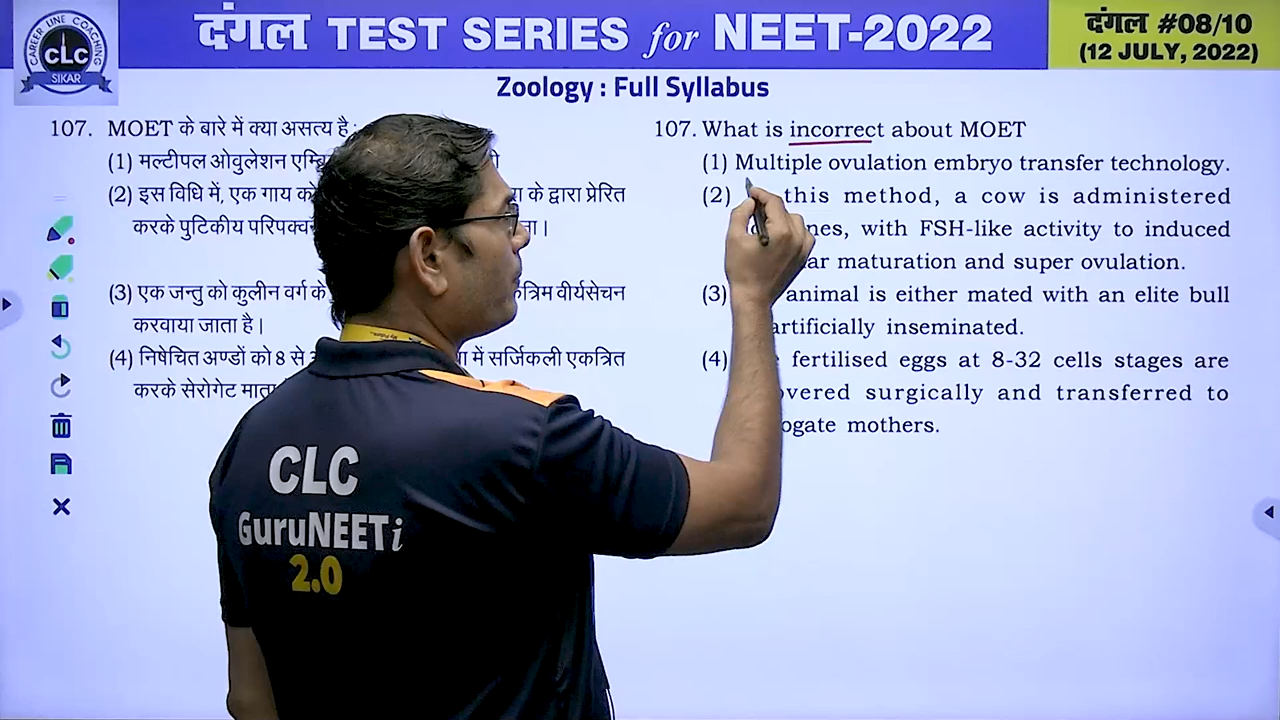 CAREER LINE COACHING
CLC
SIKAR
दंगल TEST SERIES for NEET-2022
दंगल #08/10
(12 JULY, 2022)
Zoology : Full Syllabus
107. MOET के बारे में क्या असत्य है :
(1) मल्टीपल ओवुलेशन
(2) इस विधि में, एक गाय को के द्वारा प्रेरित
करके पुटिकीय
(3) एक जन्तु को कुलीन वर्ग के वीर्यसेचन
करवाया जाता है।
(4) निषेचित अण्डों को 8 से में सर्जिकली एकत्रित
करके सेरोगेट
107. What is incorrect about MOET
(1) Multiple ovulation embryo transfer technology.
(2) this method, a cow is administered
with FSH-like activity to induced
maturation and super ovulation.
(3) animal is either mated with an elite bull
artificially inseminated.
(4) fertilised eggs at 8-32 cells stages are
surgically and transferred to
mothers.
My Future..
CLC
GuruNEETi
2.0